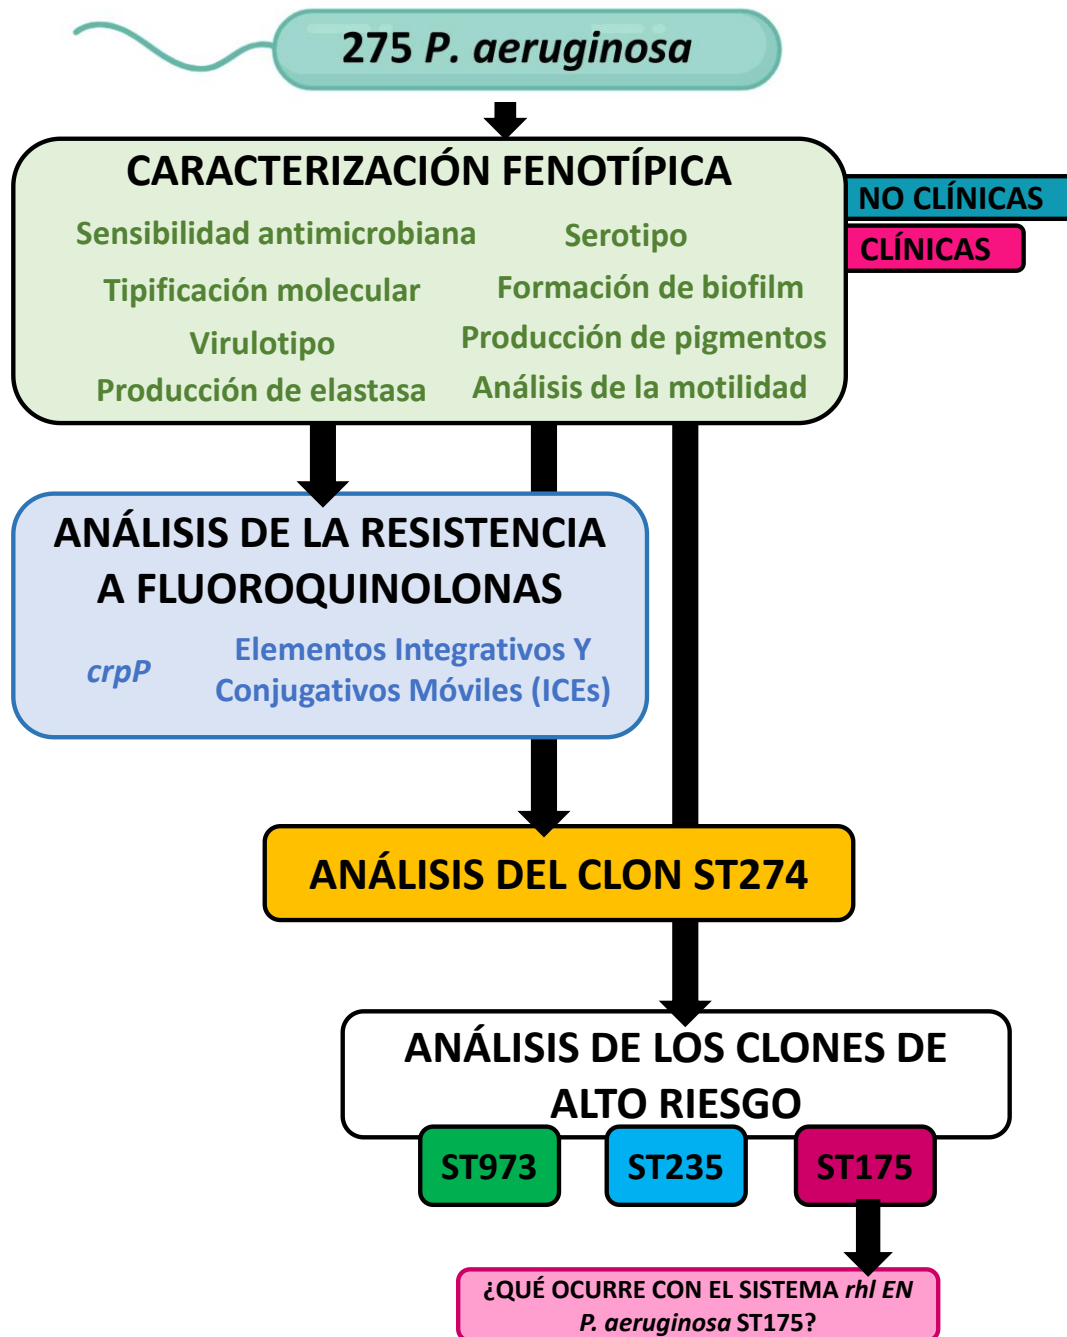 275 P. aeruginosa
CARACTERIZACIÓN FENOTÍPICA
NO CLÍNICAS
CLÍNICAS
Sensibilidad antimicrobiana
Serotipo
Tipificación molecular
Formación de biofilm
Virulotipo
Producción de pigmentos
Producción de elastasa
Análisis de la motilidad
ANÁLISIS DE LA RESISTENCIA
A FLUOROQUINOLONAS
crpP
Elementos Integrativos Y
Conjugativos Móviles (ICEs)
ANÁLISIS DEL CLON ST274
ANÁLISIS DE LOS CLONES DE
ALTO RIESGO
ST973
ST235
ST175
¿QUÉ OCURRE CON EL SISTEMA rhl EN
P. aeruginosa ST175?